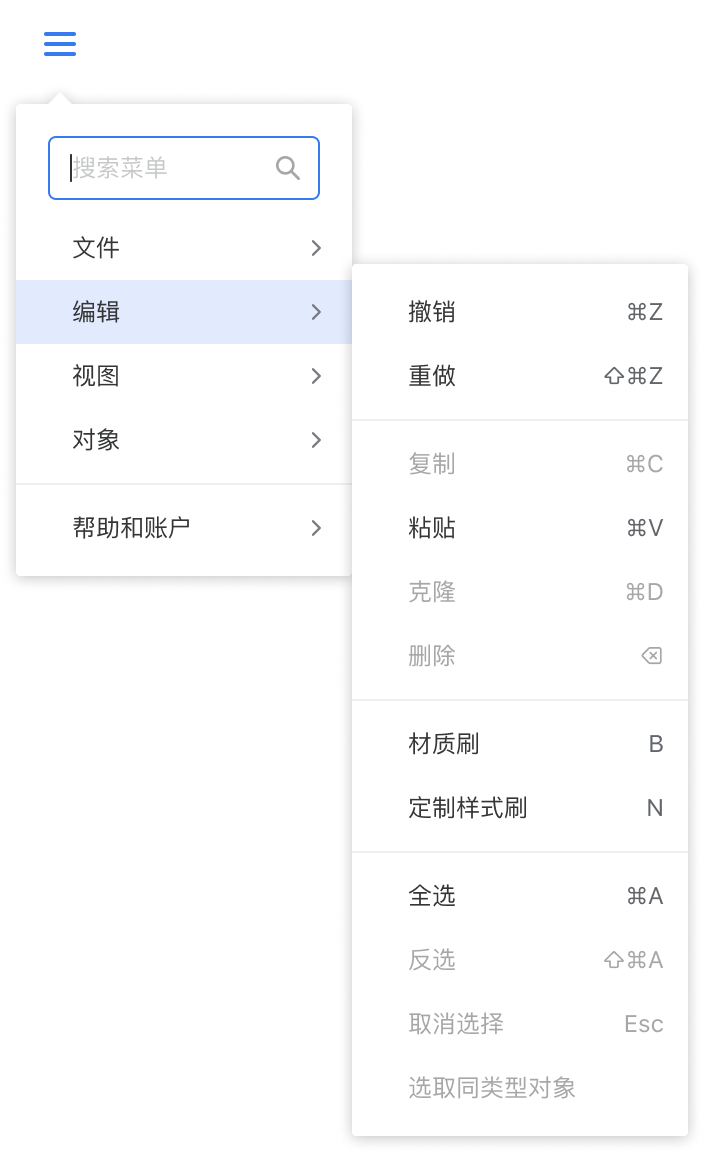 搜索菜单
文件
编辑
视图
对象
帮助和账户
撤销 ⌘Z
重做 ⇧⌘Z
复制 ⌘C
粘贴 ⌘V
克隆 ⌘D
删除 ⌫
材质刷 B
定制样式刷 N
全选 ⌘A
反选 ⇧⌘A
取消选择 Esc
选取同类型对象